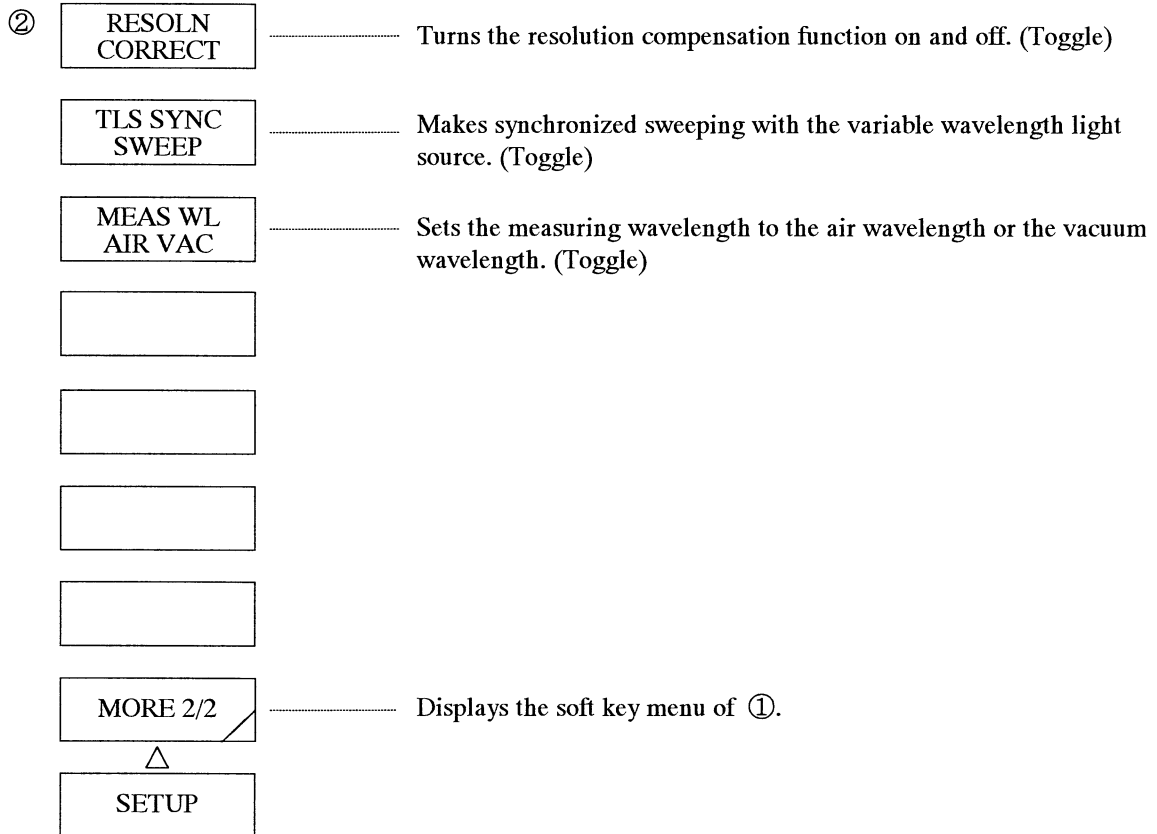 ②
RESOLN
CORRECT
Turns the resolution compensation function on and off. (Toggle)
TLS SYNC
SWEEP
Makes synchronized sweeping with the variable wavelength light
source. (Toggle)
MEAS WL
AIR VAC
Sets the measuring wavelength to the air wavelength or the vacuum
wavelength. (Toggle)
MORE 2/2
Displays the soft key menu of ①.
SETUP